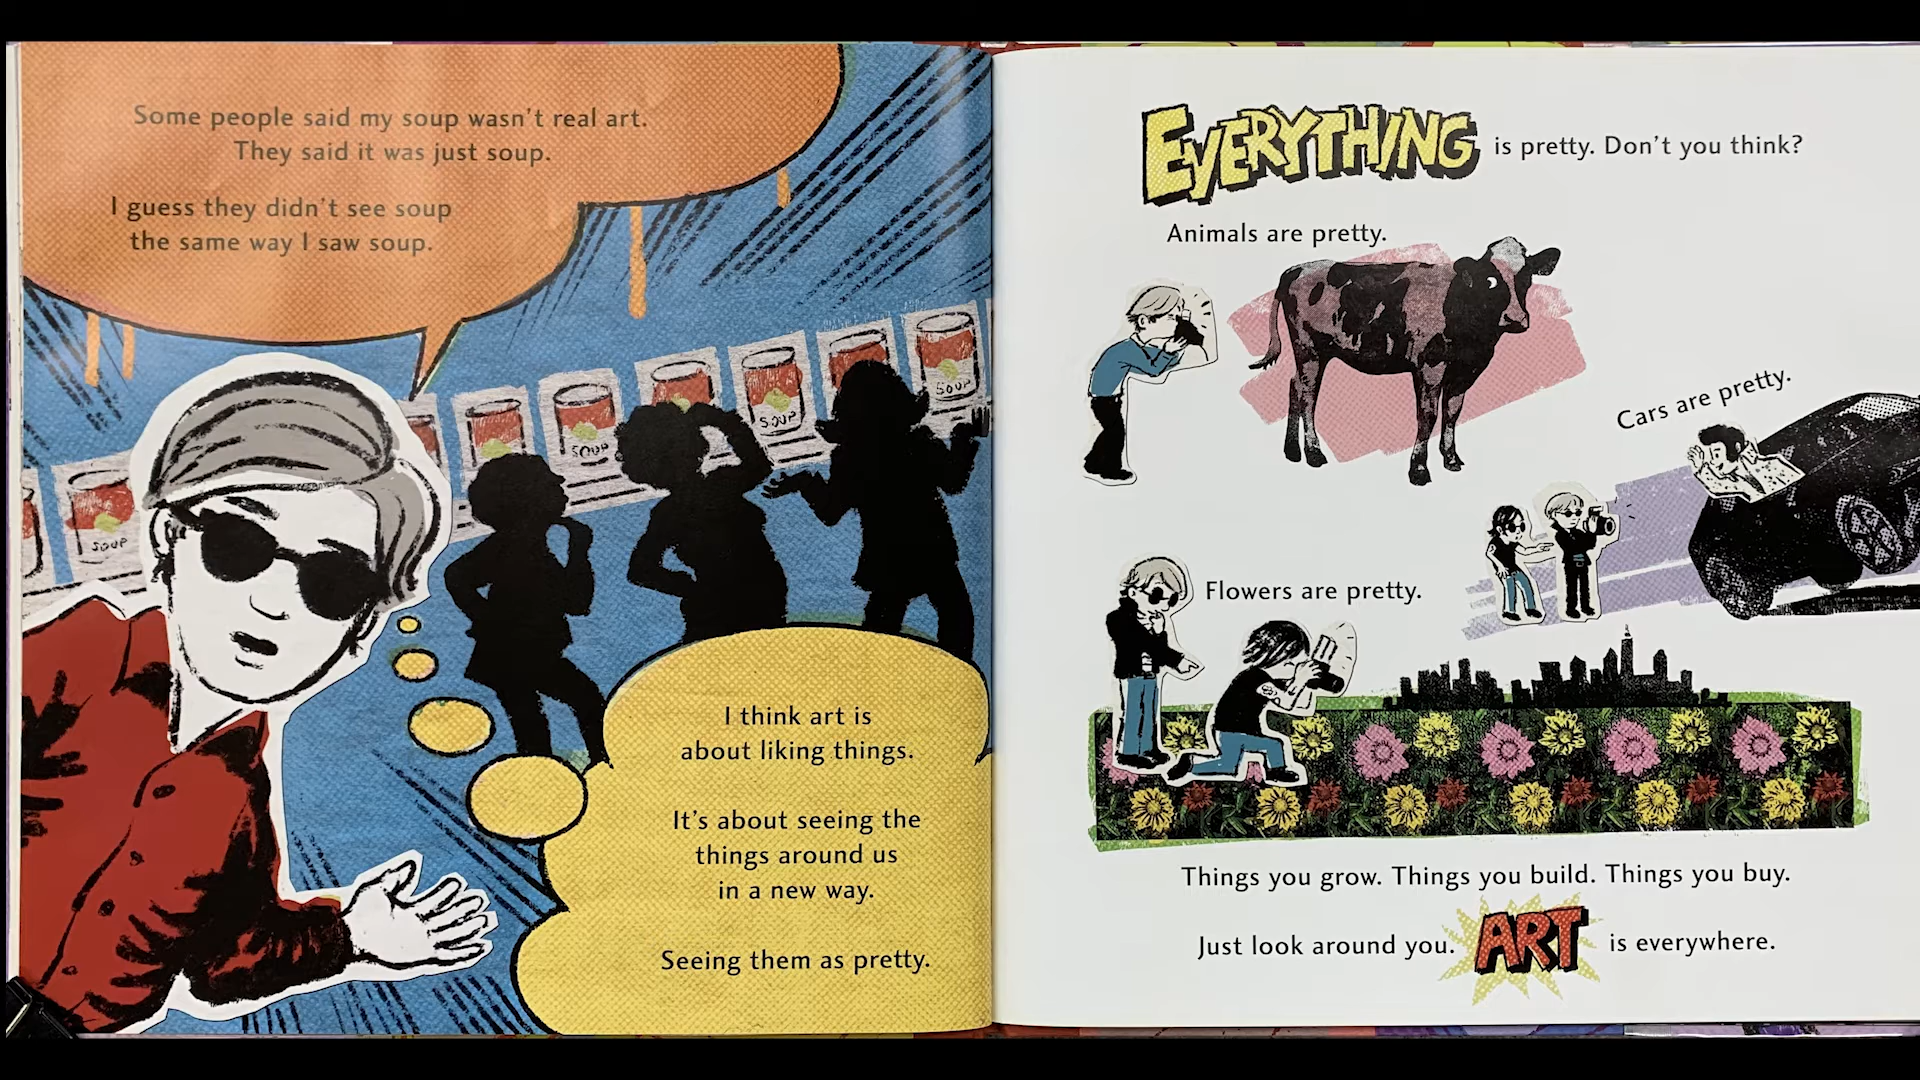 Some people said my soup wasn't real art.
They said it was just soup.
I guess they didn't see soup
the same way I saw soup.
SOUP
SOUP
SOUP
SOUP
I think art is
about liking things.
It's about seeing the
things around us
in a new way.
Seeing them as pretty.
EVERYTHING is pretty. Don't you think?
Animals are pretty.
Cars are pretty.
Flowers are pretty.
Things you grow. Things you build. Things you buy.
Just look around you. ART is everywhere.